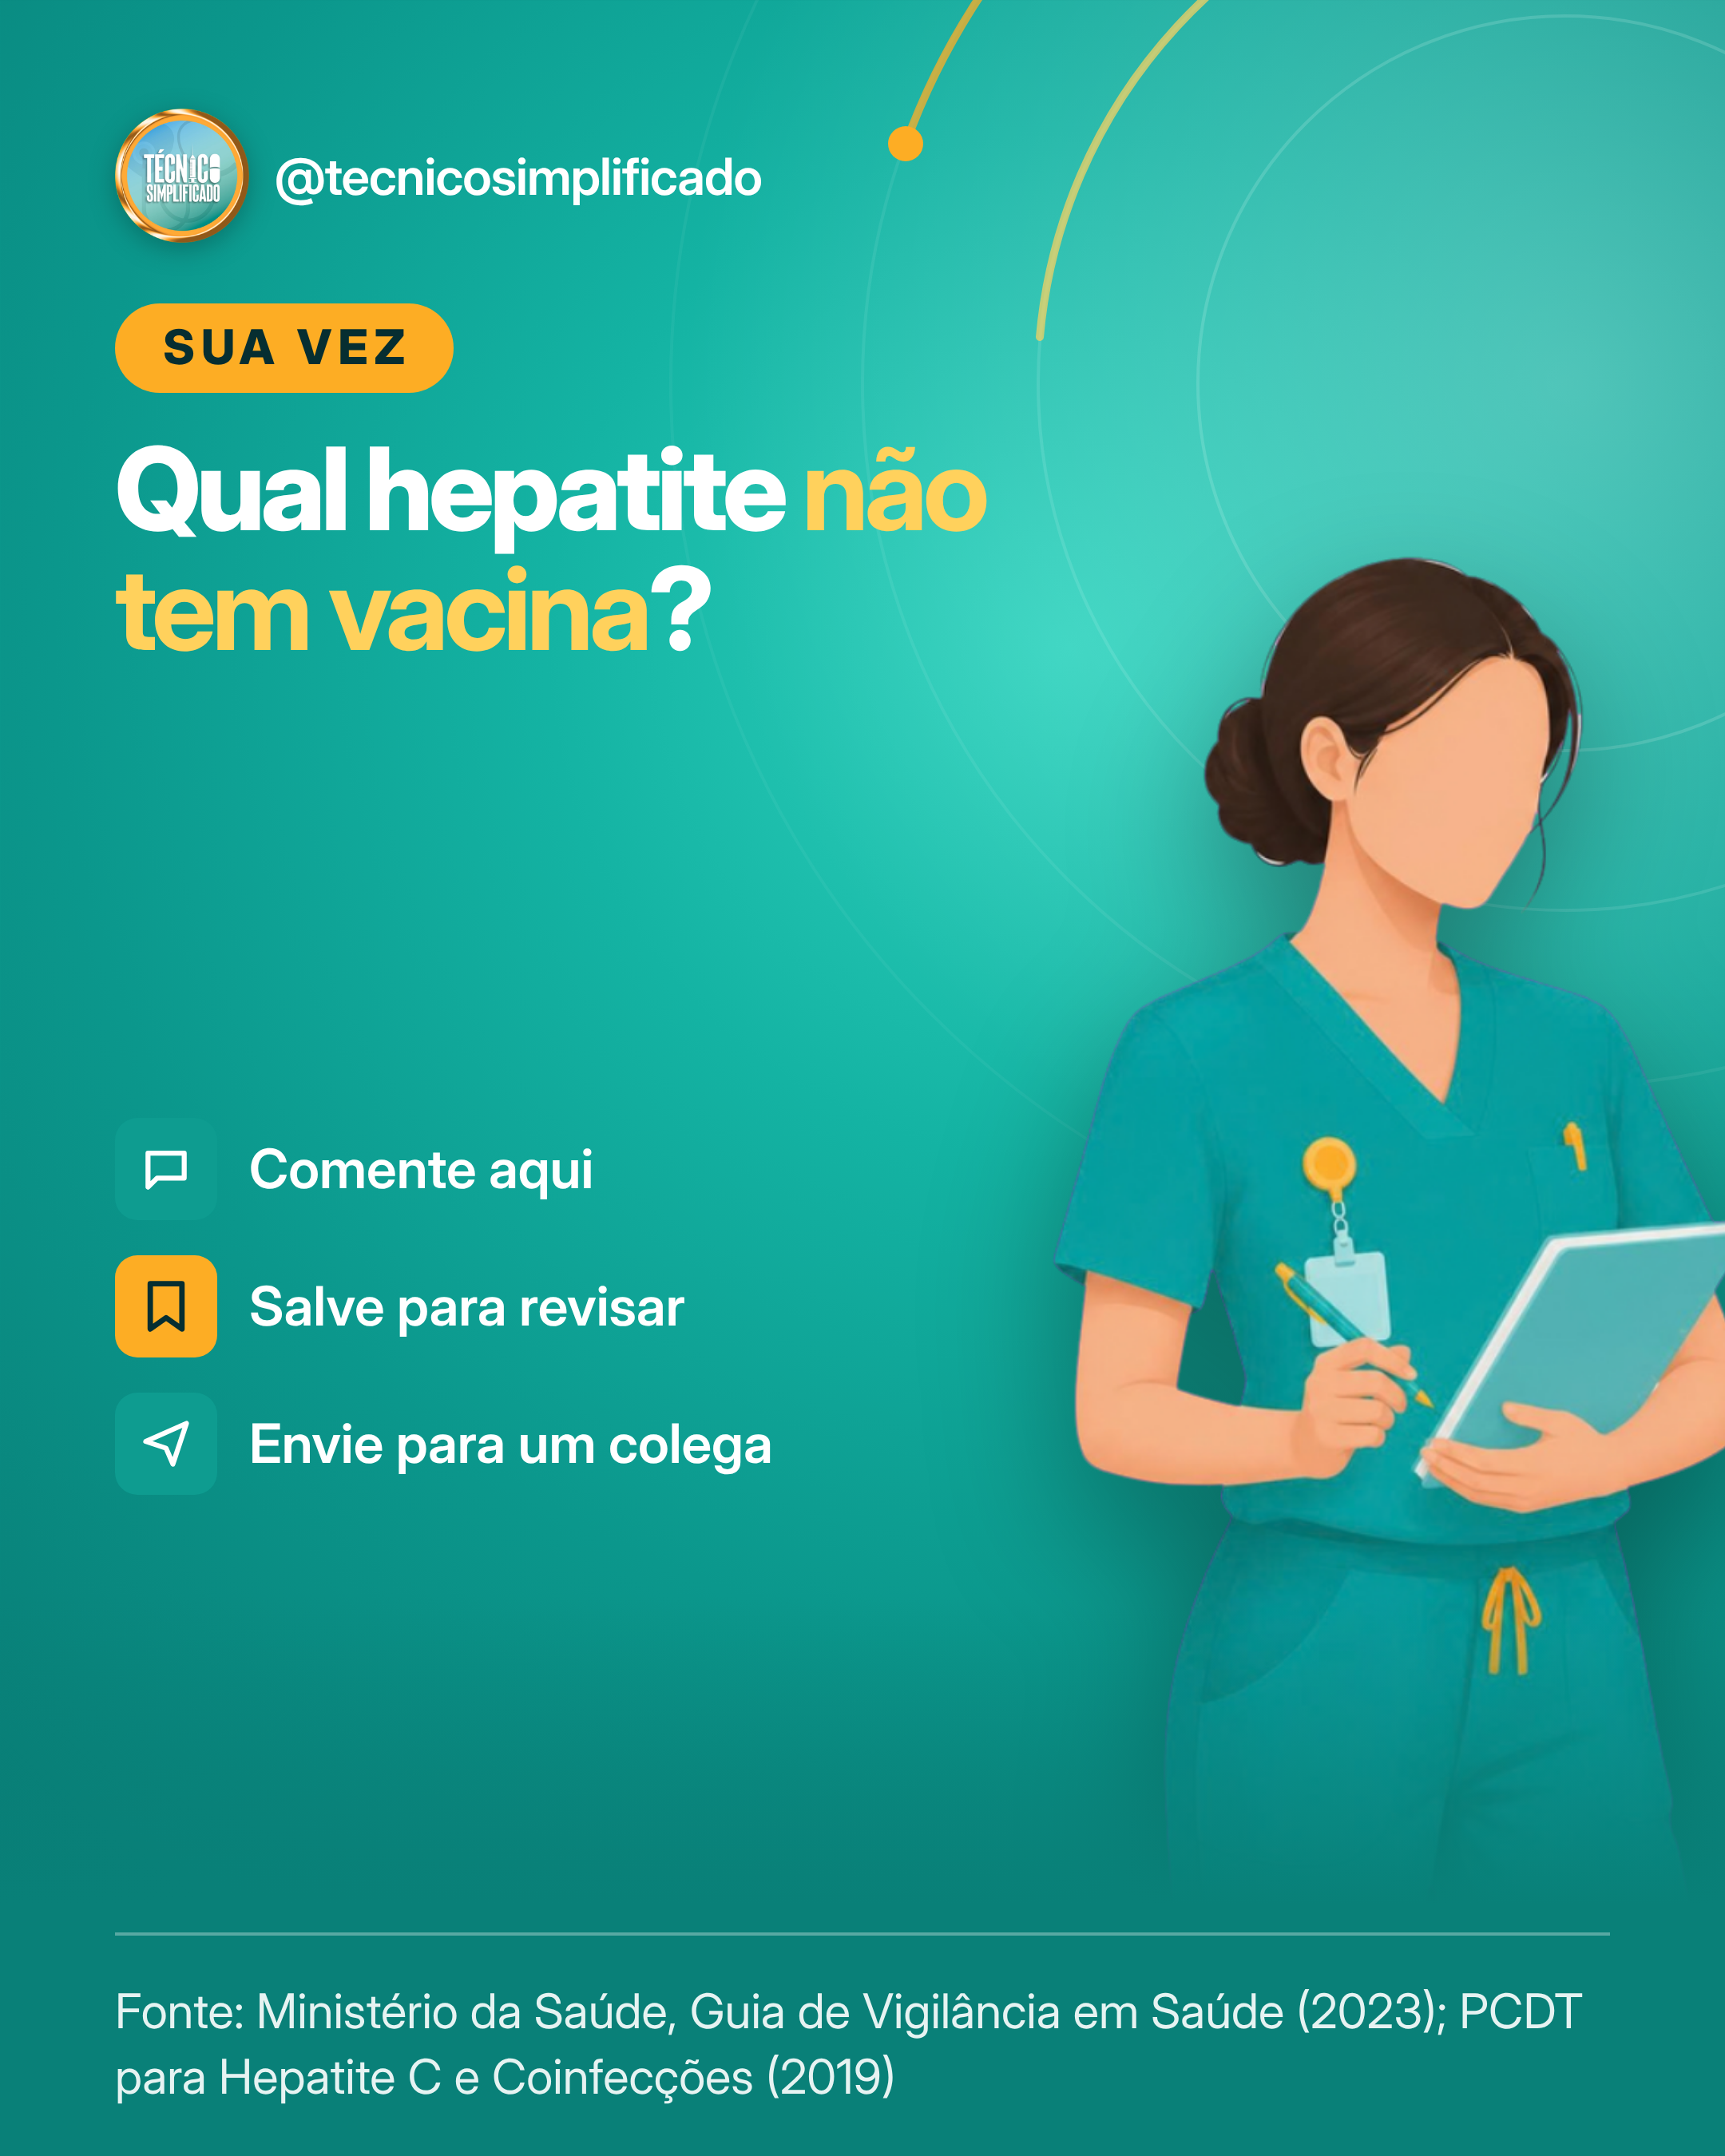 TÉCNICO
SIMPLIFICADO
@tecnicosimplificado
SUA VEZ
Qual hepatite não
tem vacina?
Comente aqui
Salve para revisar
Envie para um colega
Fonte: Ministério da Saúde, Guia de Vigilância em Saúde (2023); PCDT
para Hepatite C e Coinfecções (2019)